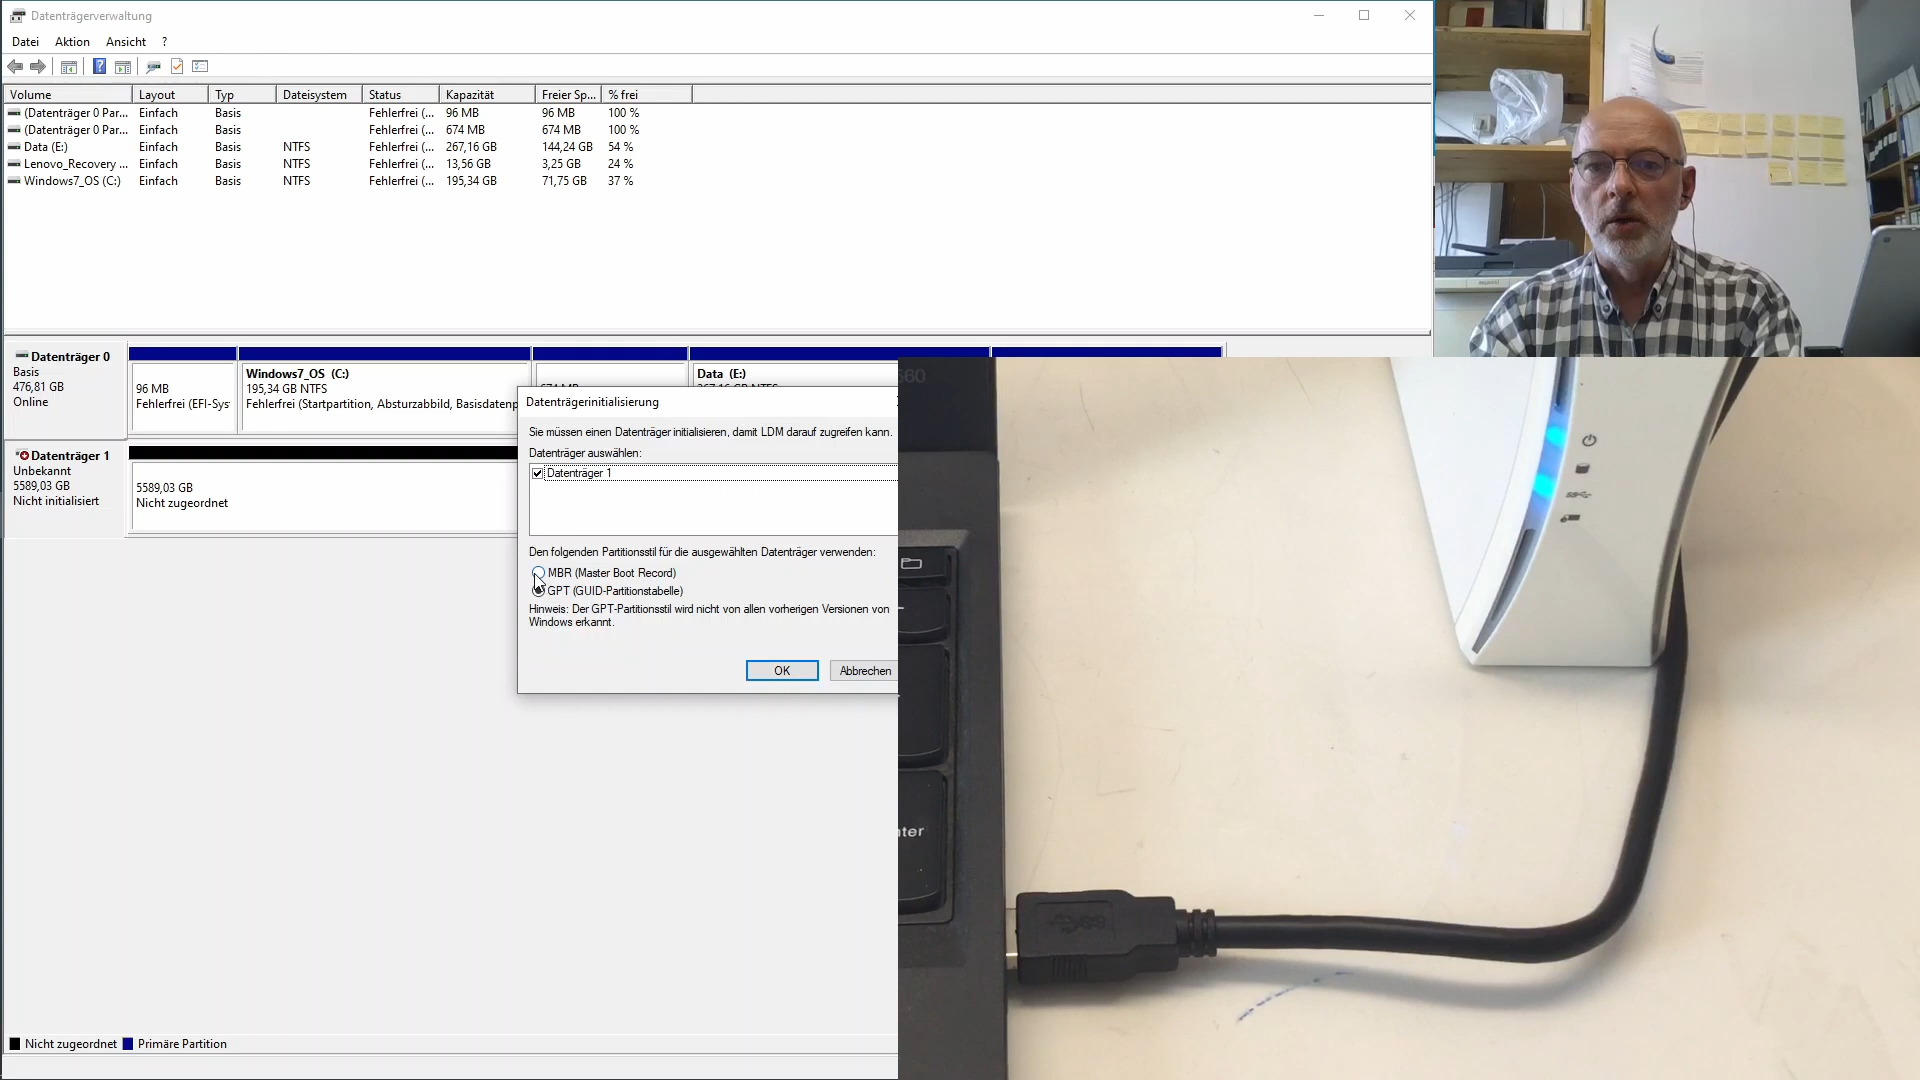 Datenträgerverwaltung
Datei Aktion Ansicht ?
Volume Layout Typ Dateisystem Status Kapazität Freier Sp... % frei
(Datenträger 0 Par... Einfach Basis Fehlerfrei (... 96 MB 96 MB 100 %
(Datenträger 0 Par... Einfach Basis Fehlerfrei (... 674 MB 674 MB 100 %
Data (E:) Einfach Basis NTFS Fehlerfrei (... 267,16 GB 144,24 GB 54 %
Lenovo_Recovery ... Einfach Basis NTFS Fehlerfrei (... 13,56 GB 3,25 GB 24 %
Windows7_OS (C:) Einfach Basis NTFS Fehlerfrei (... 195,34 GB 71,75 GB 37 %
Datenträger 0
Basis
476,81 GB
Online
96 MB
Fehlerfrei (EFI-Sys
Windows7_OS (C:)
195,34 GB NTFS
Fehlerfrei (Startpartition, Absturzabbild, Basisdatenp
Data (E:)
Datenträger 1
Unbekannt
5589,03 GB
Nicht initialisiert
5589,03 GB
Nicht zugeordnet
Datenträgerinitialisierung
Sie müssen einen Datenträger initialisieren, damit LDM darauf zugreifen kann.
Datenträger auswählen:
Datenträger 1
Den folgenden Partitionsstil für die ausgewählten Datenträger verwenden:
MBR (Master Boot Record)
GPT (GUID-Partitionstabelle)
Hinweis: Der GPT-Partitionsstil wird nicht von allen vorherigen Versionen von
Windows erkannt.
OK Abbrechen
nter
Nicht zugeordnet Primäre Partition